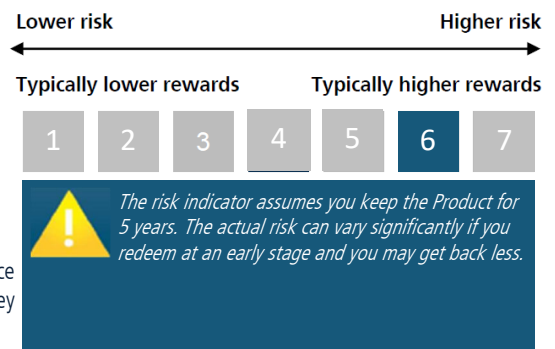 Lower risk Higher risk
Typically lower rewards Typically higher rewards
1 2 3 4 5 6 7
The risk indicator assumes you keep the Product for
5 years. The actual risk can vary significantly if you
redeem at an early stage and you may get back less.